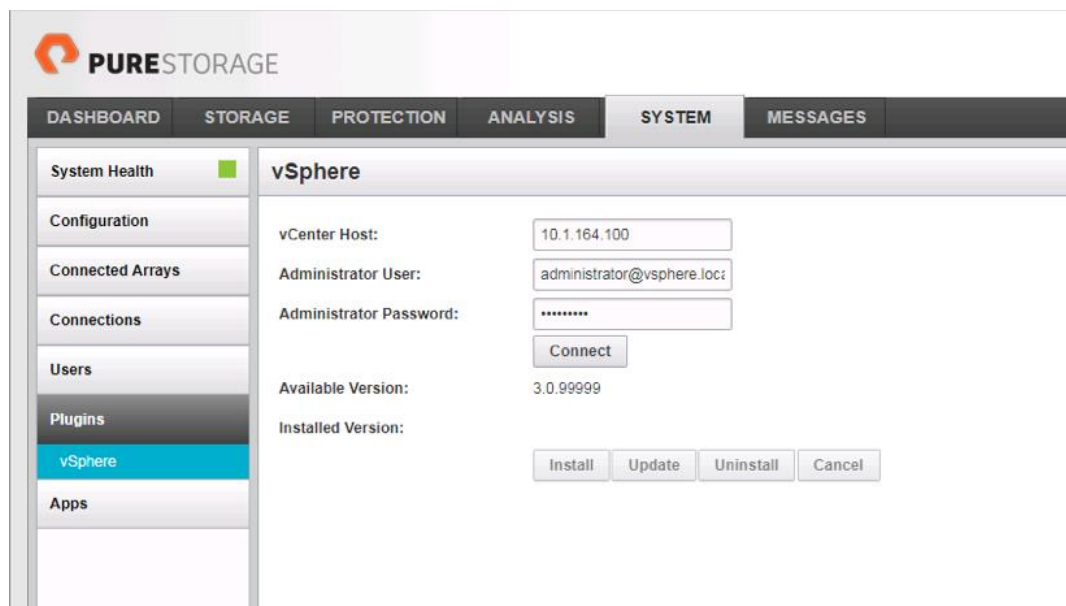 PURESTORAGE
DASHBOARD STORAGE PROTECTION ANALYSIS SYSTEM MESSAGES
System Health
Configuration
Connected Arrays
Connections
Users
Plugins
vSphere
Apps
vSphere
vCenter Host: 10.1.164.100
Administrator User: administrator@vsphere.loca
Administrator Password: •••••••••
Connect
Available Version: 3.0.99999
Installed Version:
Install Update Uninstall Cancel